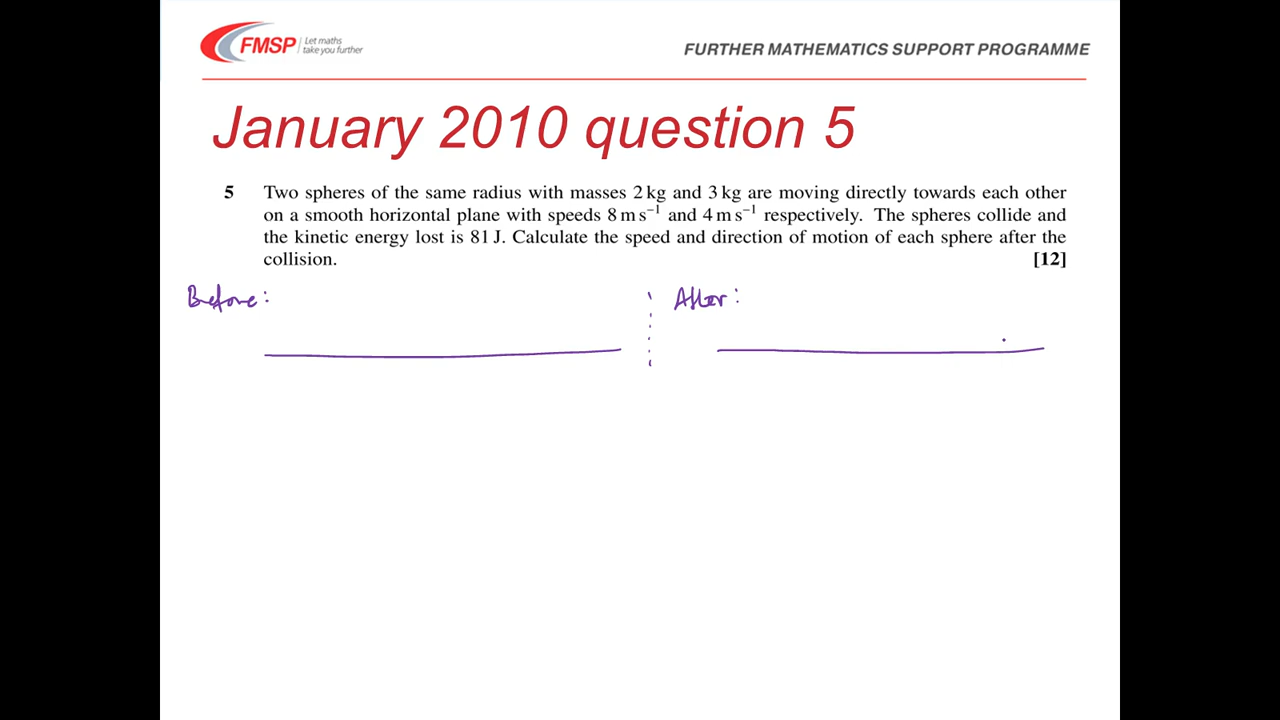 FMSP Let maths
take you further
FURTHER MATHEMATICS SUPPORT PROGRAMME
January 2010 question 5
5 Two spheres of the same radius with masses 2 kg and 3 kg are moving directly towards each other
on a smooth horizontal plane with speeds 8 m s⁻¹ and 4 m s⁻¹ respectively. The spheres collide and
the kinetic energy lost is 81 J. Calculate the speed and direction of motion of each sphere after the
collision. [12]
Before: After: